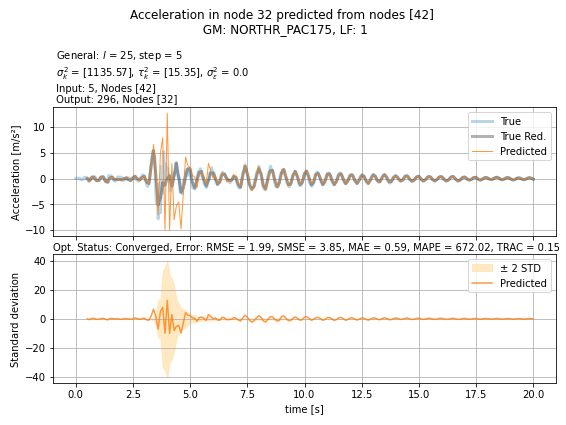 Acceleration in node 32 predicted from nodes [42]
GM: NORTHR_PAC175, LF: 1
General: l = 25, step = 5
σ²ₖ = [1135.57], τ²ₖ = [15.35], σ²ε = 0.0
Input: 5, Nodes [42]
Output: 296, Nodes [32]
Acceleration [m/s²]
10
5
0
−5
−10
True
True Red.
Predicted
Opt. Status: Converged, Error: RMSE = 1.99, SMSE = 3.85, MAE = 0.59, MAPE = 672.02, TRAC = 0.15
Standard deviation
40
20
0
−20
−40
± 2 STD
Predicted
0.0 2.5 5.0 7.5 10.0 12.5 15.0 17.5 20.0
time [s]